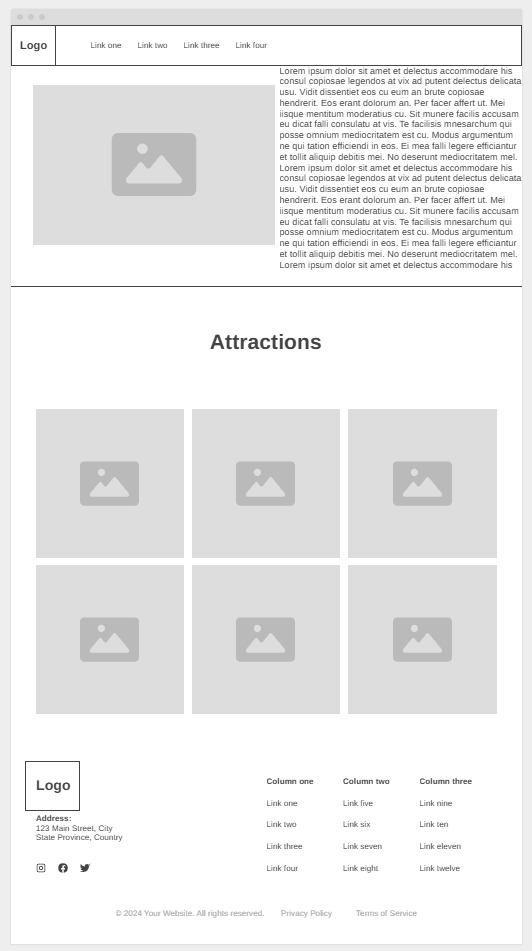 Logo
Link one Link two Link three Link four
Lorem ipsum dolor sit amet et delectus accommodare his
consul copiosae legendos at vix ad putent delectus delicata
usu. Vidit dissentiet eos cu eum an brute copiosae
hendrerit. Eos erant dolorum an. Per facer affert ut. Mei
iisque mentitum moderatius cu. Sit munere facilis accusam
eu dicat falli consulatu at vis. Te facilisis mnesarchum qui
posse omnium mediocritatem est cu. Modus argumentum
ne qui tation efficiendi in eos. Ei mea falli legere efficiantur
et tollit aliquip debitis mei. No deserunt mediocritatem mel.
Lorem ipsum dolor sit amet et delectus accommodare his
consul copiosae legendos at vix ad putent delectus delicata
usu. Vidit dissentiet eos cu eum an brute copiosae
hendrerit. Eos erant dolorum an. Per facer affert ut. Mei
iisque mentitum moderatius cu. Sit munere facilis accusam
eu dicat falli consulatu at vis. Te facilisis mnesarchum qui
posse omnium mediocritatem est cu. Modus argumentum
ne qui tation efficiendi in eos. Ei mea falli legere efficiantur
et tollit aliquip debitis mei. No deserunt mediocritatem mel.
Lorem ipsum dolor sit amet et delectus accommodare his
Attractions
Logo
Address:
123 Main Street, City
State Province, Country
Column one
Link one
Link two
Link three
Link four
Column two
Link five
Link six
Link seven
Link eight
Column three
Link nine
Link ten
Link eleven
Link twelve
© 2024 Your Website. All rights reserved. Privacy Policy Terms of Service